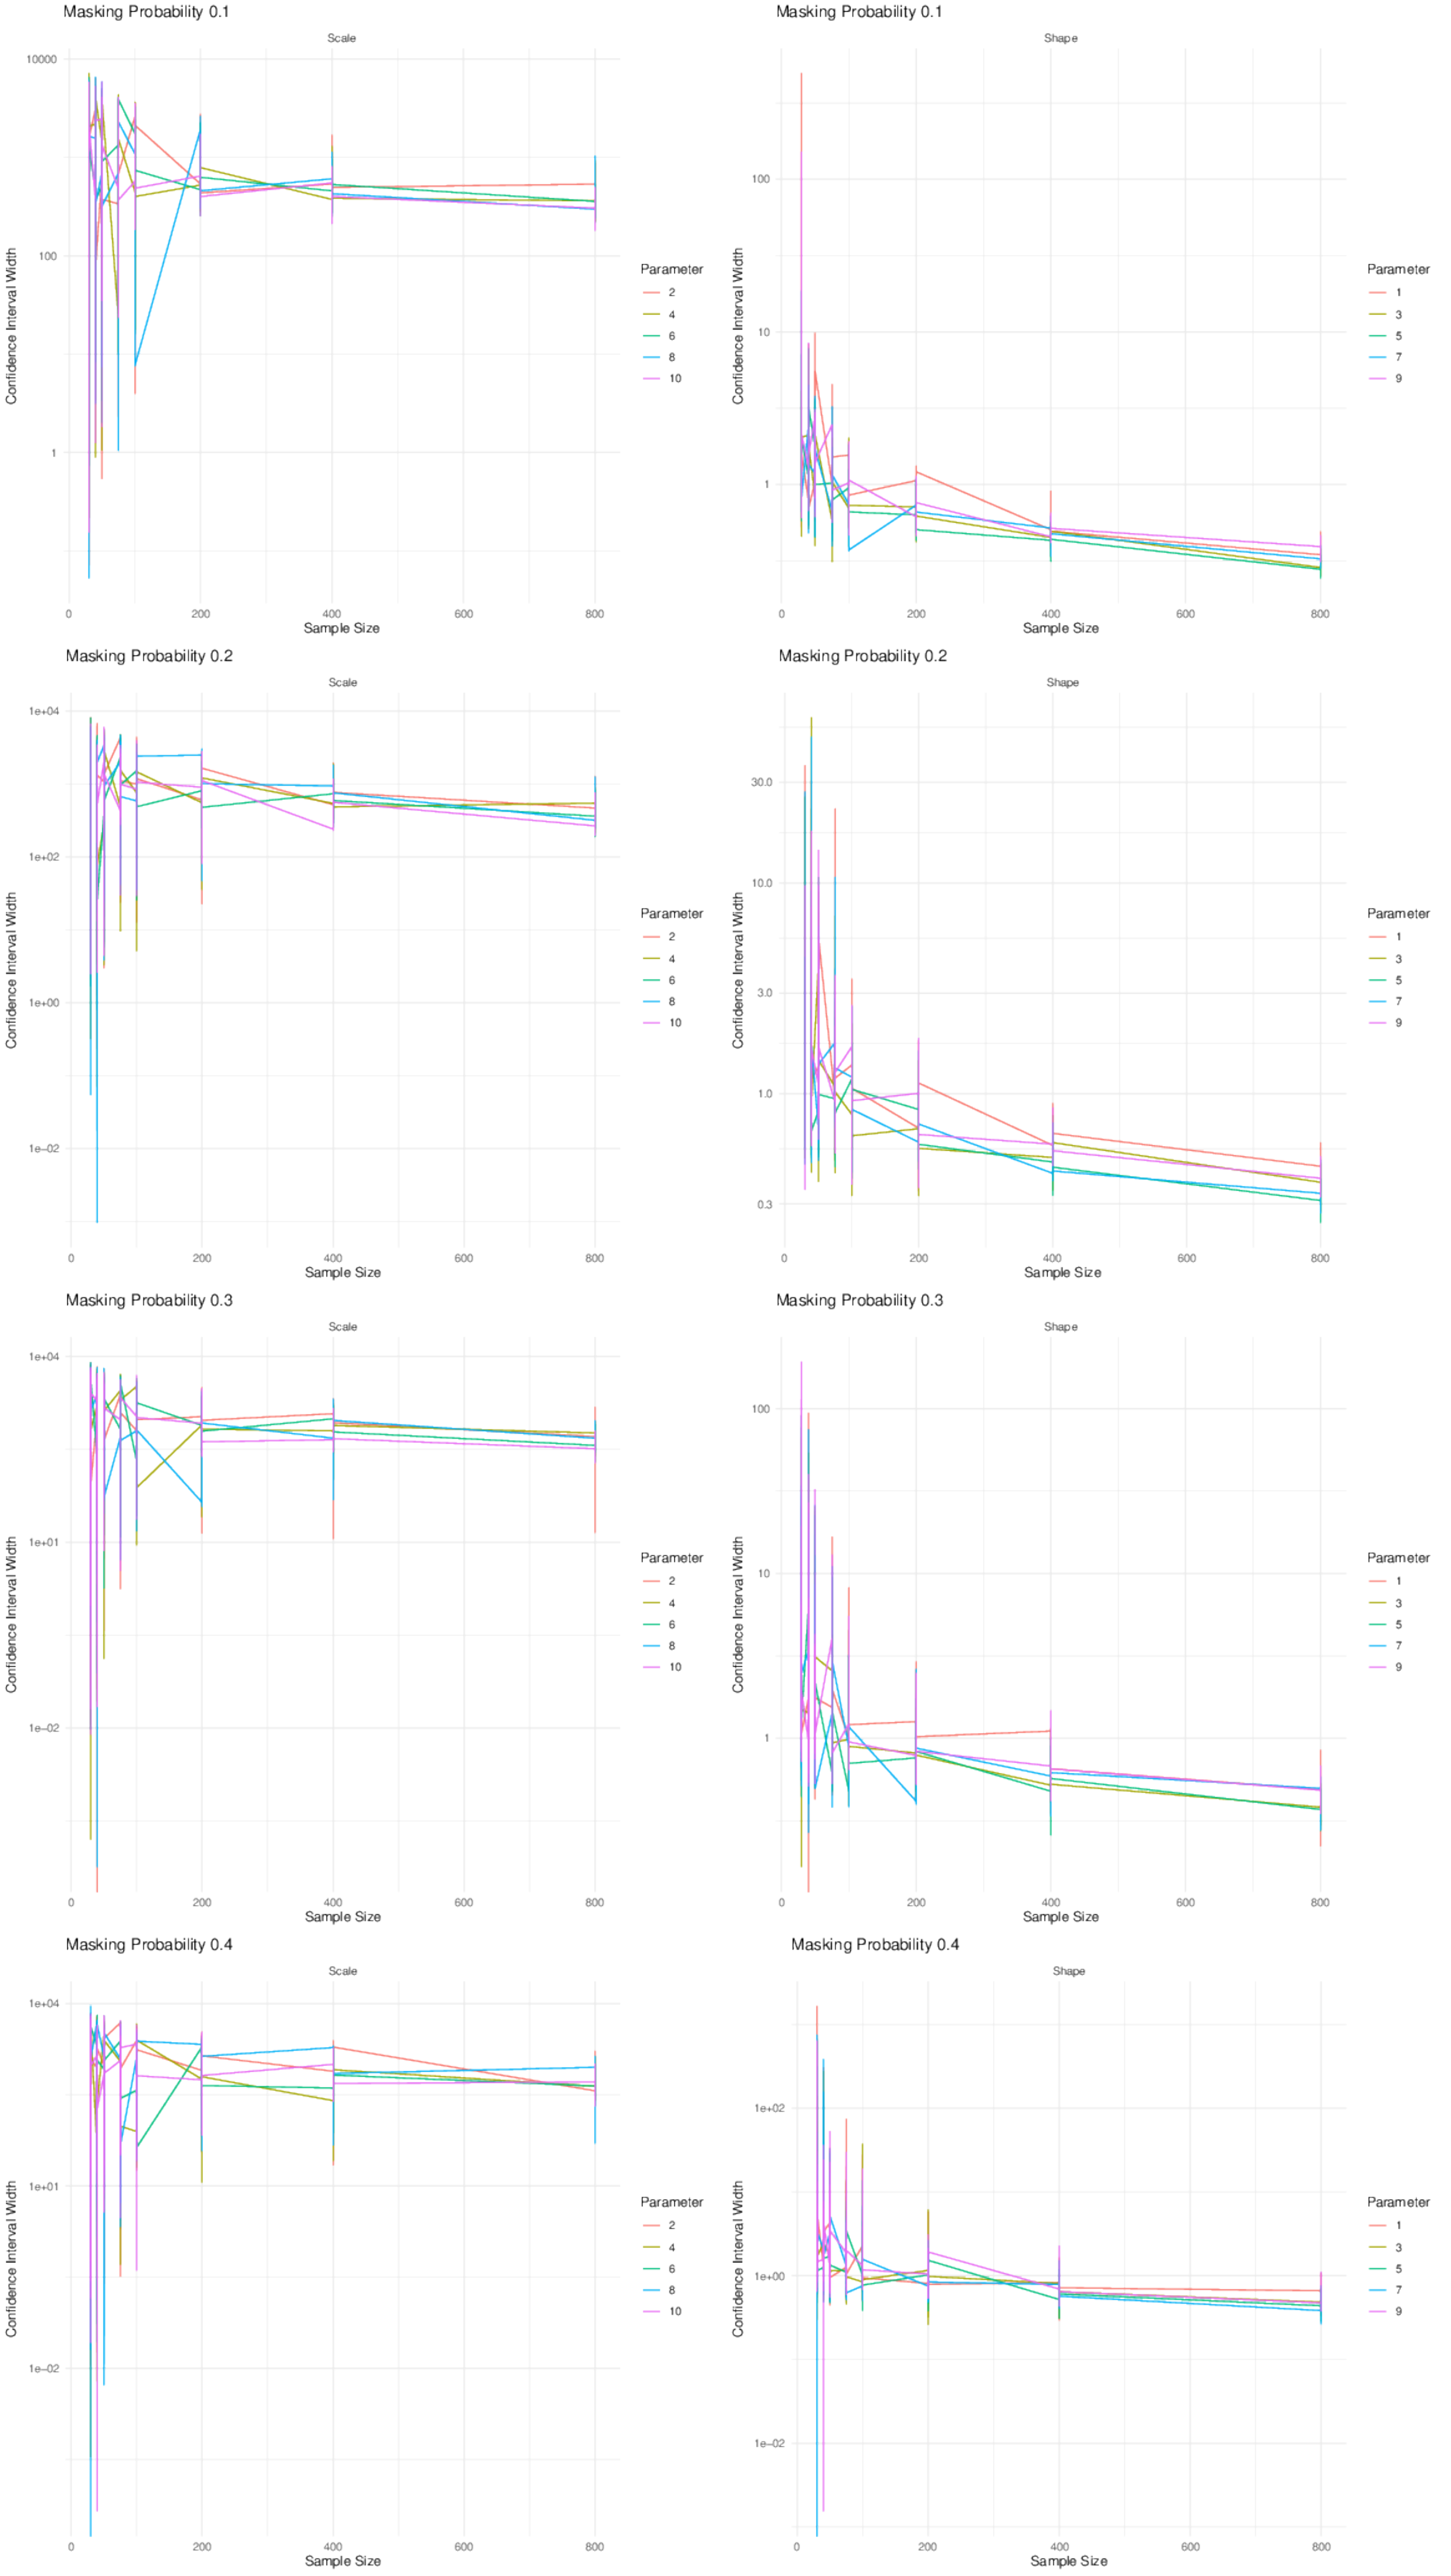 Masking Probability 0.1
Scale
10000
100
1
Confidence Interval Width
0
200
400
600
800
Sample Size
Parameter
2
4
6
8
10
Masking Probability 0.1
Shape
100
10
1
Confidence Interval Width
0
200
400
600
800
Sample Size
Parameter
1
3
5
7
9
Masking Probability 0.2
Scale
1e+04
1e+02
1e+00
1e−02
Confidence Interval Width
0
200
400
600
800
Sample Size
Parameter
2
4
6
8
10
Masking Probability 0.2
Shape
30.0
10.0
3.0
1.0
0.3
Confidence Interval Width
0
200
400
600
800
Sample Size
Parameter
1
3
5
7
9
Masking Probability 0.3
Scale
1e+04
1e+01
1e−02
Confidence Interval Width
0
200
400
600
800
Sample Size
Parameter
2
4
6
8
10
Masking Probability 0.3
Shape
100
10
1
Confidence Interval Width
0
200
400
600
800
Sample Size
Parameter
1
3
5
7
9
Masking Probability 0.4
Scale
1e+04
1e+01
1e−02
Confidence Interval Width
0
200
400
600
800
Sample Size
Parameter
2
4
6
8
10
Masking Probability 0.4
Shape
1e+02
1e+00
1e−02
Confidence Interval Width
0
200
400
600
800
Sample Size
Parameter
1
3
5
7
9